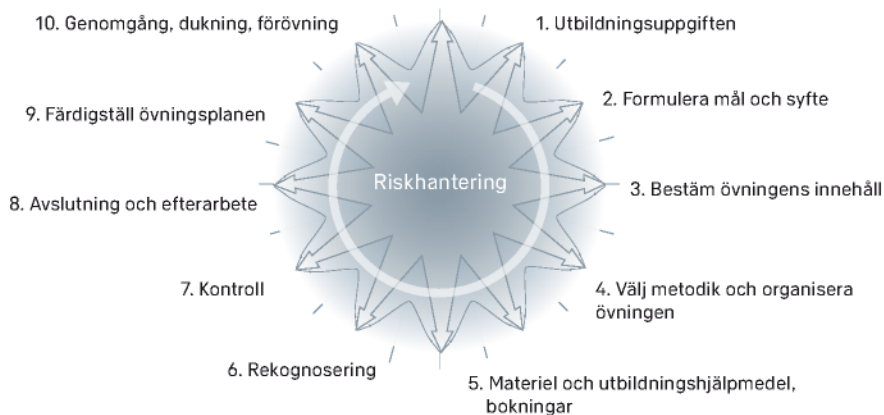 10. Genomgång, dukning, förövning
1. Utbildningsuppgiften
2. Formulera mål och syfte
9. Färdigställ övningsplanen
Riskhantering
3. Bestäm övningens innehåll
8. Avslutning och efterarbete
7. Kontroll
4. Välj metodik och organisera
övningen
6. Rekognosering
5. Materiel och utbildningshjälpmedel,
bokningar